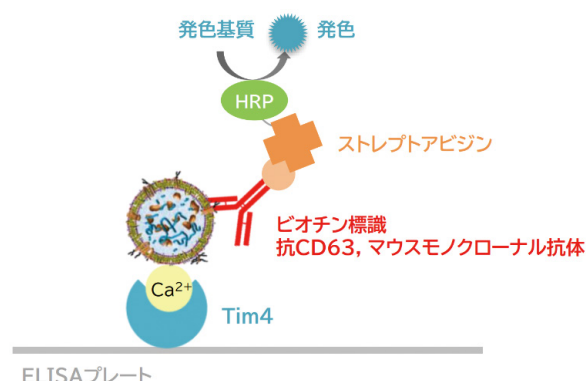 発色基質
発色
HRP
ストレプトアビジン
ビオチン標識
抗CD63, マウスモノクローナル抗体
Ca²⁺
Tim4
ELISAプレート